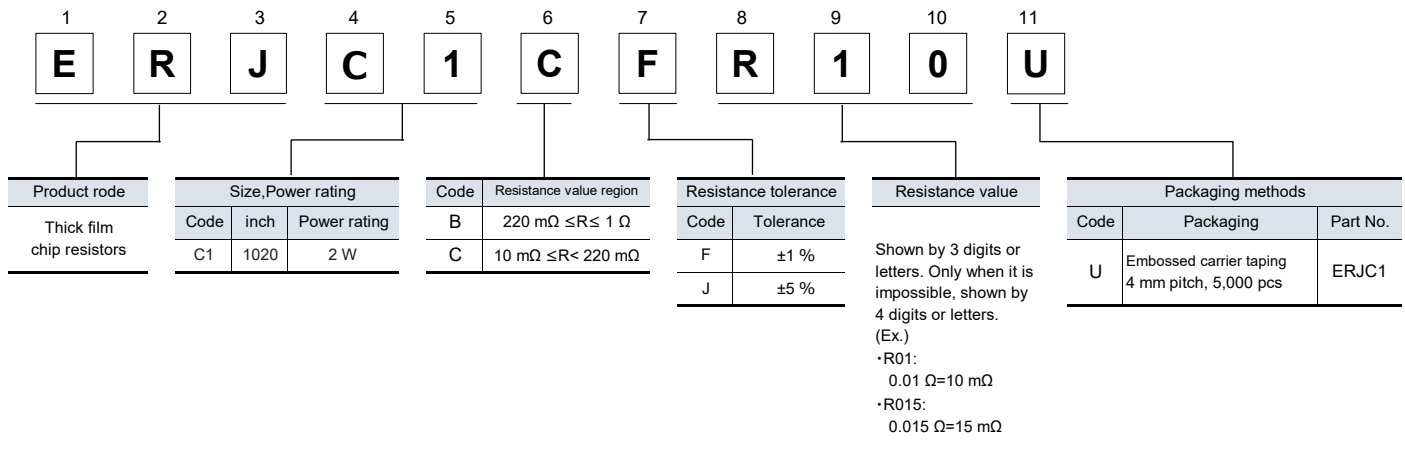 1 2 3 4 5 6 7 8 9 10 11
E R J C 1 C F R 1 0 U
Product rode
Thick film
chip resistors
Size,Power rating
Code inch Power rating
C1 1020 2 W
Code Resistance value region
B 220 mΩ ≤R≤ 1 Ω
C 10 mΩ ≤R< 220 mΩ
Resistance tolerance
Code Tolerance
F ±1 %
J ±5 %
Resistance value
Shown by 3 digits or
letters. Only when it is
impossible, shown by
4 digits or letters.
(Ex.)
･R01:
0.01 Ω=10 mΩ
･R015:
0.015 Ω=15 mΩ
Packaging methods
Code Packaging Part No.
U Embossed carrier taping
4 mm pitch, 5,000 pcs
ERJC1